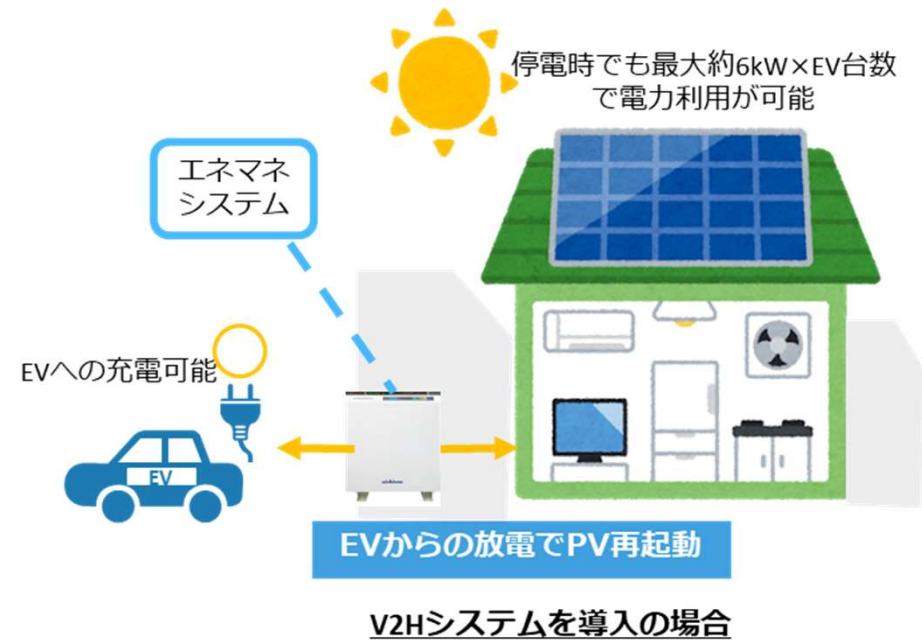 停電時でも最大約6kW×EV台数
で電力利用が可能
エネマネ
システム
EVへの充電可能
EV
EVからの放電でPV再起動
V2Hシステムを導入の場合